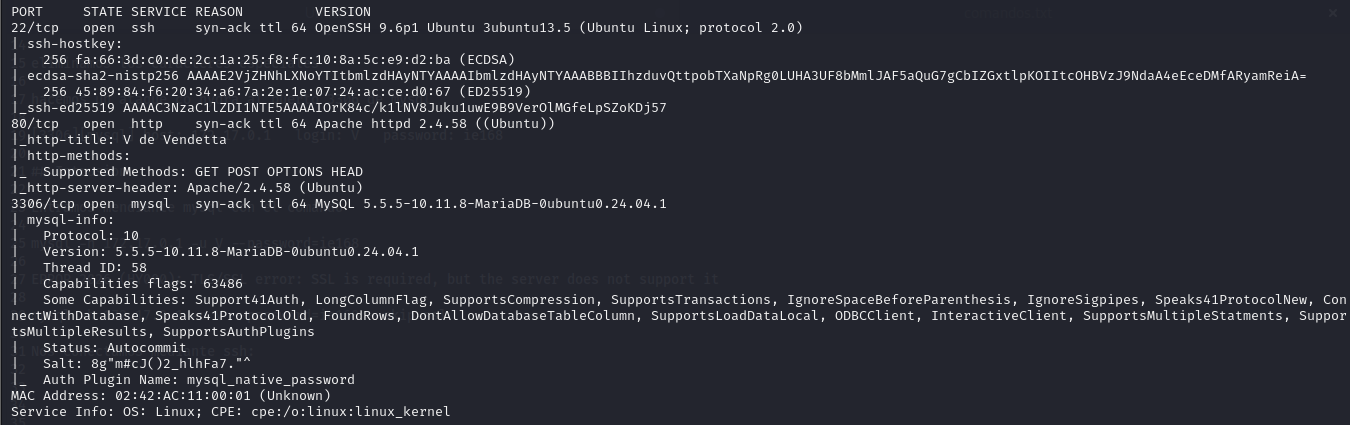 PORT     STATE SERVICE REASON         VERSION
22/tcp   open  ssh     syn-ack ttl 64 OpenSSH 9.6p1 Ubuntu 3ubuntu13.5 (Ubuntu Linux; protocol 2.0)
| ssh-hostkey:
|   256 fa:66:3d:c0:de:2c:1a:25:f8:fc:10:8a:5c:e9:d2:ba (ECDSA)
| ecdsa-sha2-nistp256 AAAAE2VjZHNhLXNoYTItbmlzdHAyNTYAAAAIbmlzdHAyNTYAAABBBIIhzduvQttpobTXaNpRg0LUHA3UF8bMmlJAF5aQuG7gCbIZGxtlpKOIItcOHBVzJ9NdaA4eEceDMfARyamReiA=
|   256 45:89:84:f6:20:34:a6:7a:2e:1e:07:24:ac:ce:d0:67 (ED25519)
|_ssh-ed25519 AAAAC3NzaC1lZDI1NTE5AAAAIOrK84c/k1lNV8Juku1uwE9B9VerOlMGfeLpSZoKDj57
80/tcp   open  http    syn-ack ttl 64 Apache httpd 2.4.58 ((Ubuntu))
|_http-title: V de Vendetta
| http-methods:
|_  Supported Methods: GET POST OPTIONS HEAD
|_http-server-header: Apache/2.4.58 (Ubuntu)
3306/tcp open  mysql   syn-ack ttl 64 MySQL 5.5.5-10.11.8-MariaDB-0ubuntu0.24.04.1
| mysql-info:
|   Protocol: 10
|   Version: 5.5.5-10.11.8-MariaDB-0ubuntu0.24.04.1
|   Thread ID: 58
|   Capabilities flags: 63486
|   Some Capabilities: Support41Auth, LongColumnFlag, SupportsCompression, SupportsTransactions, IgnoreSpaceBeforeParenthesis, IgnoreSigpipes, Speaks41ProtocolNew, Con
nectWithDatabase, Speaks41ProtocolOld, FoundRows, DontAllowDatabaseTableColumn, SupportsLoadDataLocal, ODBCClient, InteractiveClient, SupportsMultipleStatments, Suppor
tsMultipleResults, SupportsAuthPlugins
|   Status: Autocommit
|   Salt: 8g"m#cJ()2_hlhFa7."^
|_  Auth Plugin Name: mysql_native_password
MAC Address: 02:42:AC:11:00:01 (Unknown)
Service Info: OS: Linux; CPE: cpe:/o:linux:linux_kernel